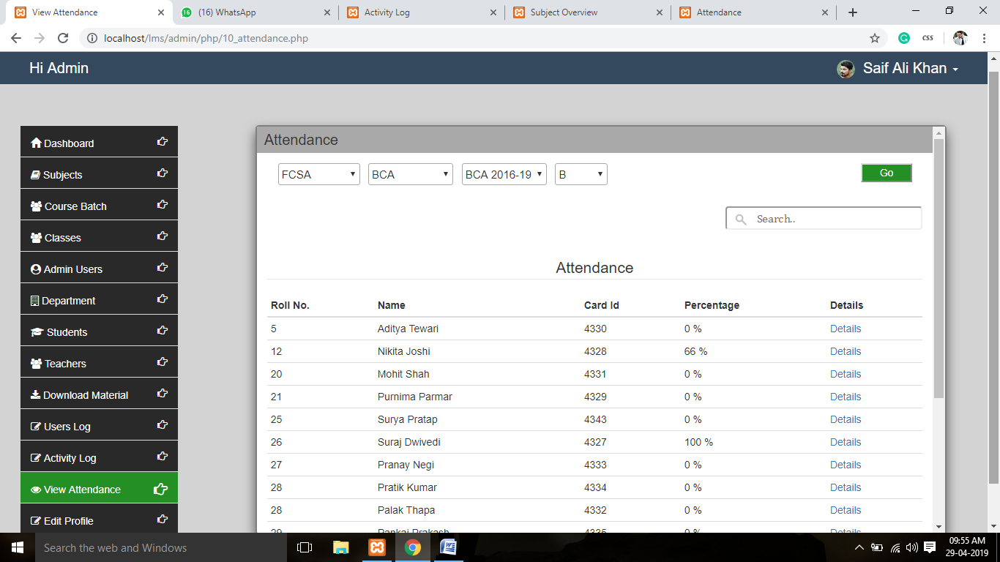 View Attendance
16 (16) WhatsApp
Activity Log
Subject Overview
Attendance
localhost/lms/admin/php/10_attendance.php
css
Hi Admin
Saif Ali Khan
Dashboard
Subjects
Course Batch
Classes
Admin Users
Department
Students
Teachers
Download Material
Users Log
Activity Log
View Attendance
Edit Profile
Attendance
FCSA BCA BCA 2016-19 B Go
Search..
Attendance
Roll No. Name Card Id Percentage Details
5 Aditya Tewari 4330 0 % Details
12 Nikita Joshi 4328 66 % Details
20 Mohit Shah 4331 0 % Details
21 Purnima Parmar 4329 0 % Details
25 Surya Pratap 4343 0 % Details
26 Suraj Dwivedi 4327 100 % Details
27 Pranay Negi 4333 0 % Details
28 Pratik Kumar 4334 0 % Details
28 Palak Thapa 4332 0 % Details
29 Pankaj Prakash 4335 0 % Details
Search the web and Windows
09:55 AM
29-04-2019